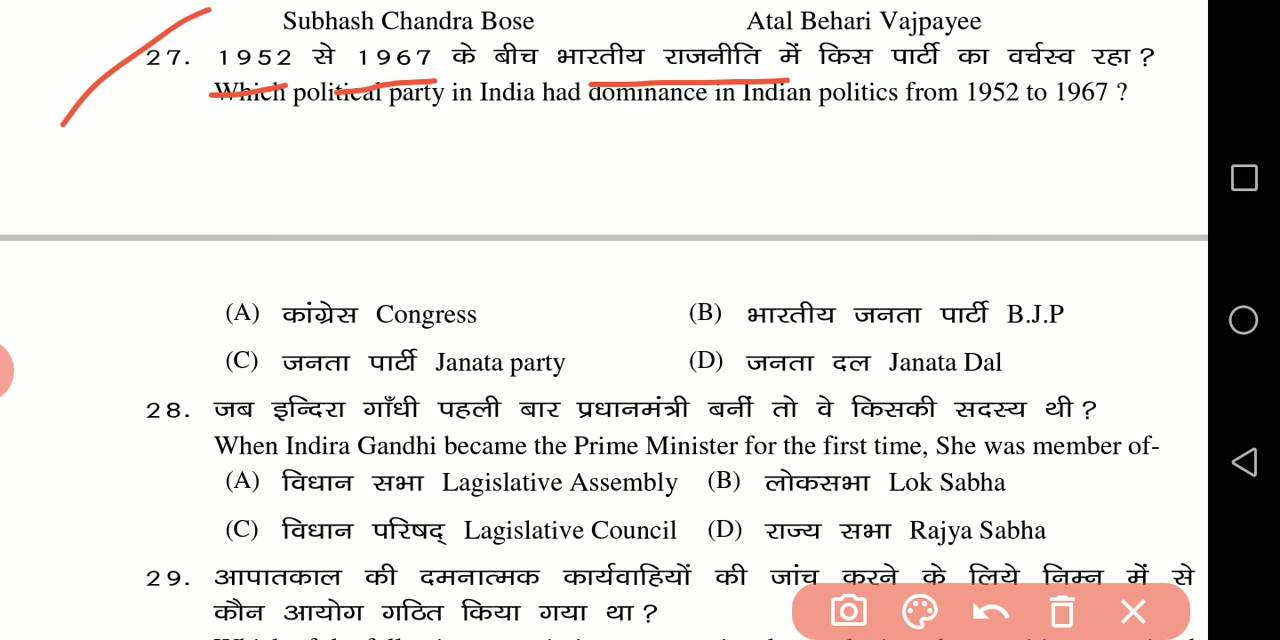 Subhash Chandra Bose Atal Behari Vajpayee
27. 1952 से 1967 के बीच भारतीय राजनीति में किस पार्टी का वर्चस्व रहा ?
Which political party in India had dominance in Indian politics from 1952 to 1967 ?
(A) कांग्रेस Congress (B) भारतीय जनता पार्टी B.J.P
(C) जनता पार्टी Janata party (D) जनता दल Janata Dal
28. जब इन्दिरा गाँधी पहली बार प्रधानमंत्री बनीं तो वे किसकी सदस्य थी ?
When Indira Gandhi became the Prime Minister for the first time, She was member of-
(A) विधान सभा Lagislative Assembly (B) लोकसभा Lok Sabha
(C) विधान परिषद् Lagislative Council (D) राज्य सभा Rajya Sabha
29. आपातकाल की दमनात्मक कार्यवाहियों की जांच करने के लिये निम्न में से
कौन आयोग गठित किया गया था ?